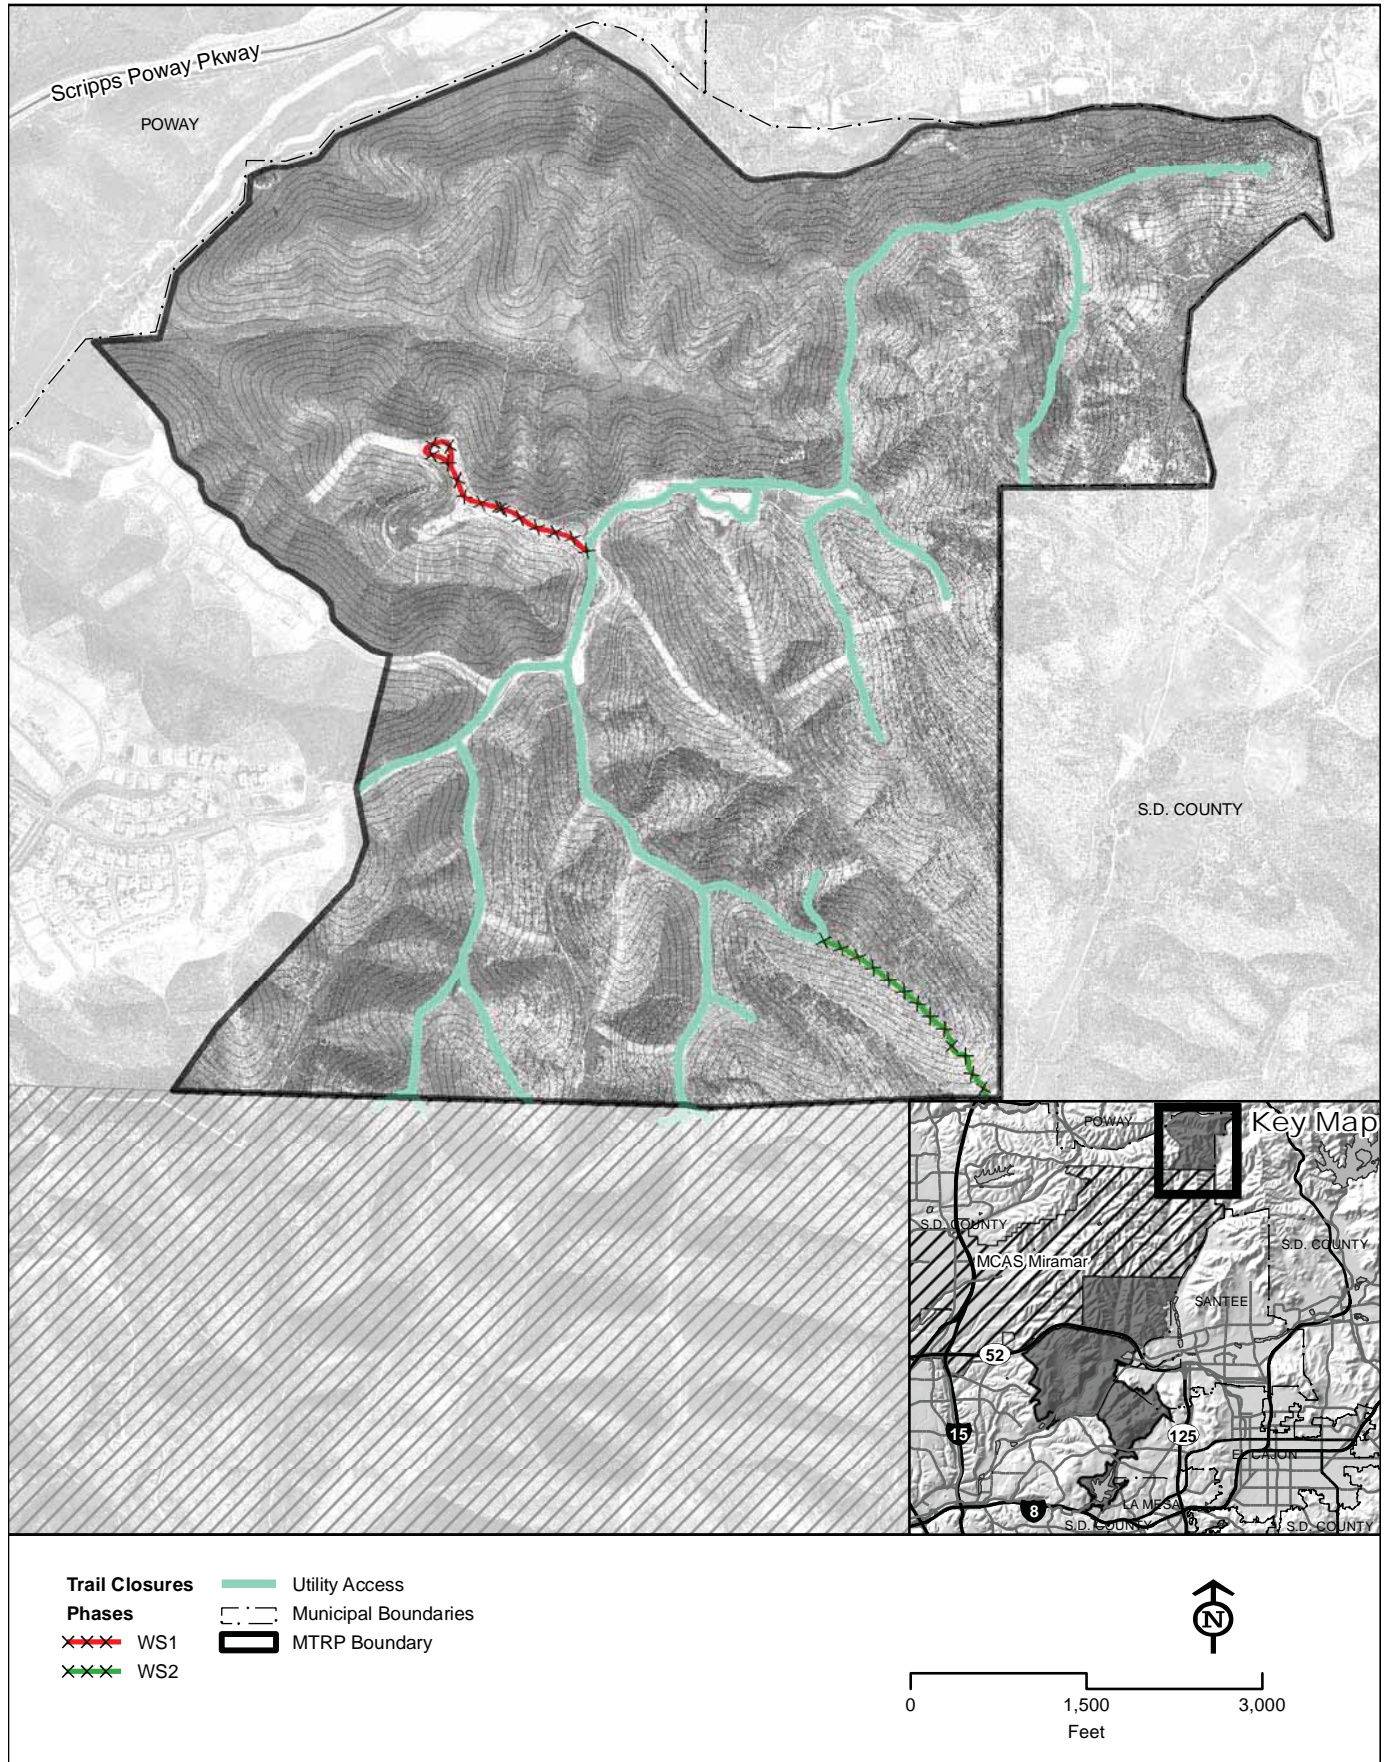 Scripps Poway Pkway
POWAY
S.D. COUNTY
Key Map
POWAY
S.D. COUNTY
S.D. COUNTY
MCAS Miramar
SANTEE
52
15
125
EL CAJON
8
LA MESA
S.D. COUNTY
S.D. COUNTY
Trail Closures
Phases
WS1
WS2
Utility Access
Municipal Boundaries
MTRP Boundary
N
0 1,500 3,000
Feet